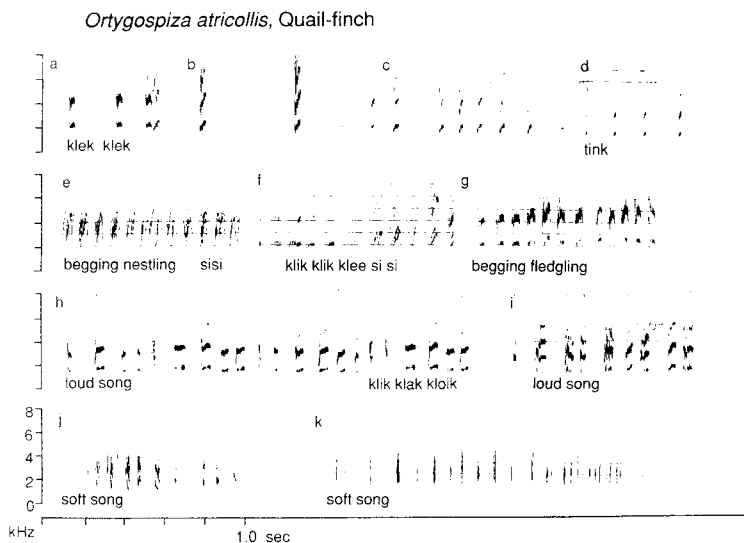 Ortygospiza atricollis, Quail-finch
a b c d
klek klek tink
e f g
begging nestling sisi klik klik klee si si begging fledgling
h i
loud song klik klak kloik loud song
8
j k
6
4
2
soft song soft song
0
kHz 1.0 sec